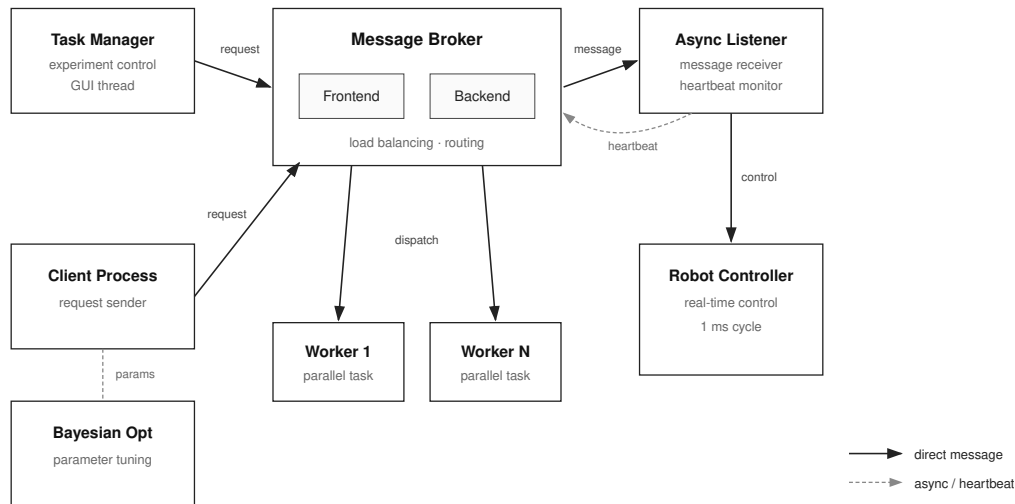 Task Manager
experiment control
GUI thread
request
Message Broker
Frontend
Backend
load balancing · routing
message
Async Listener
message receiver
heartbeat monitor
heartbeat
control
request
dispatch
Client Process
request sender
Robot Controller
real-time control
1 ms cycle
Worker 1
parallel task
Worker N
parallel task
params
Bayesian Opt
parameter tuning
direct message
async / heartbeat